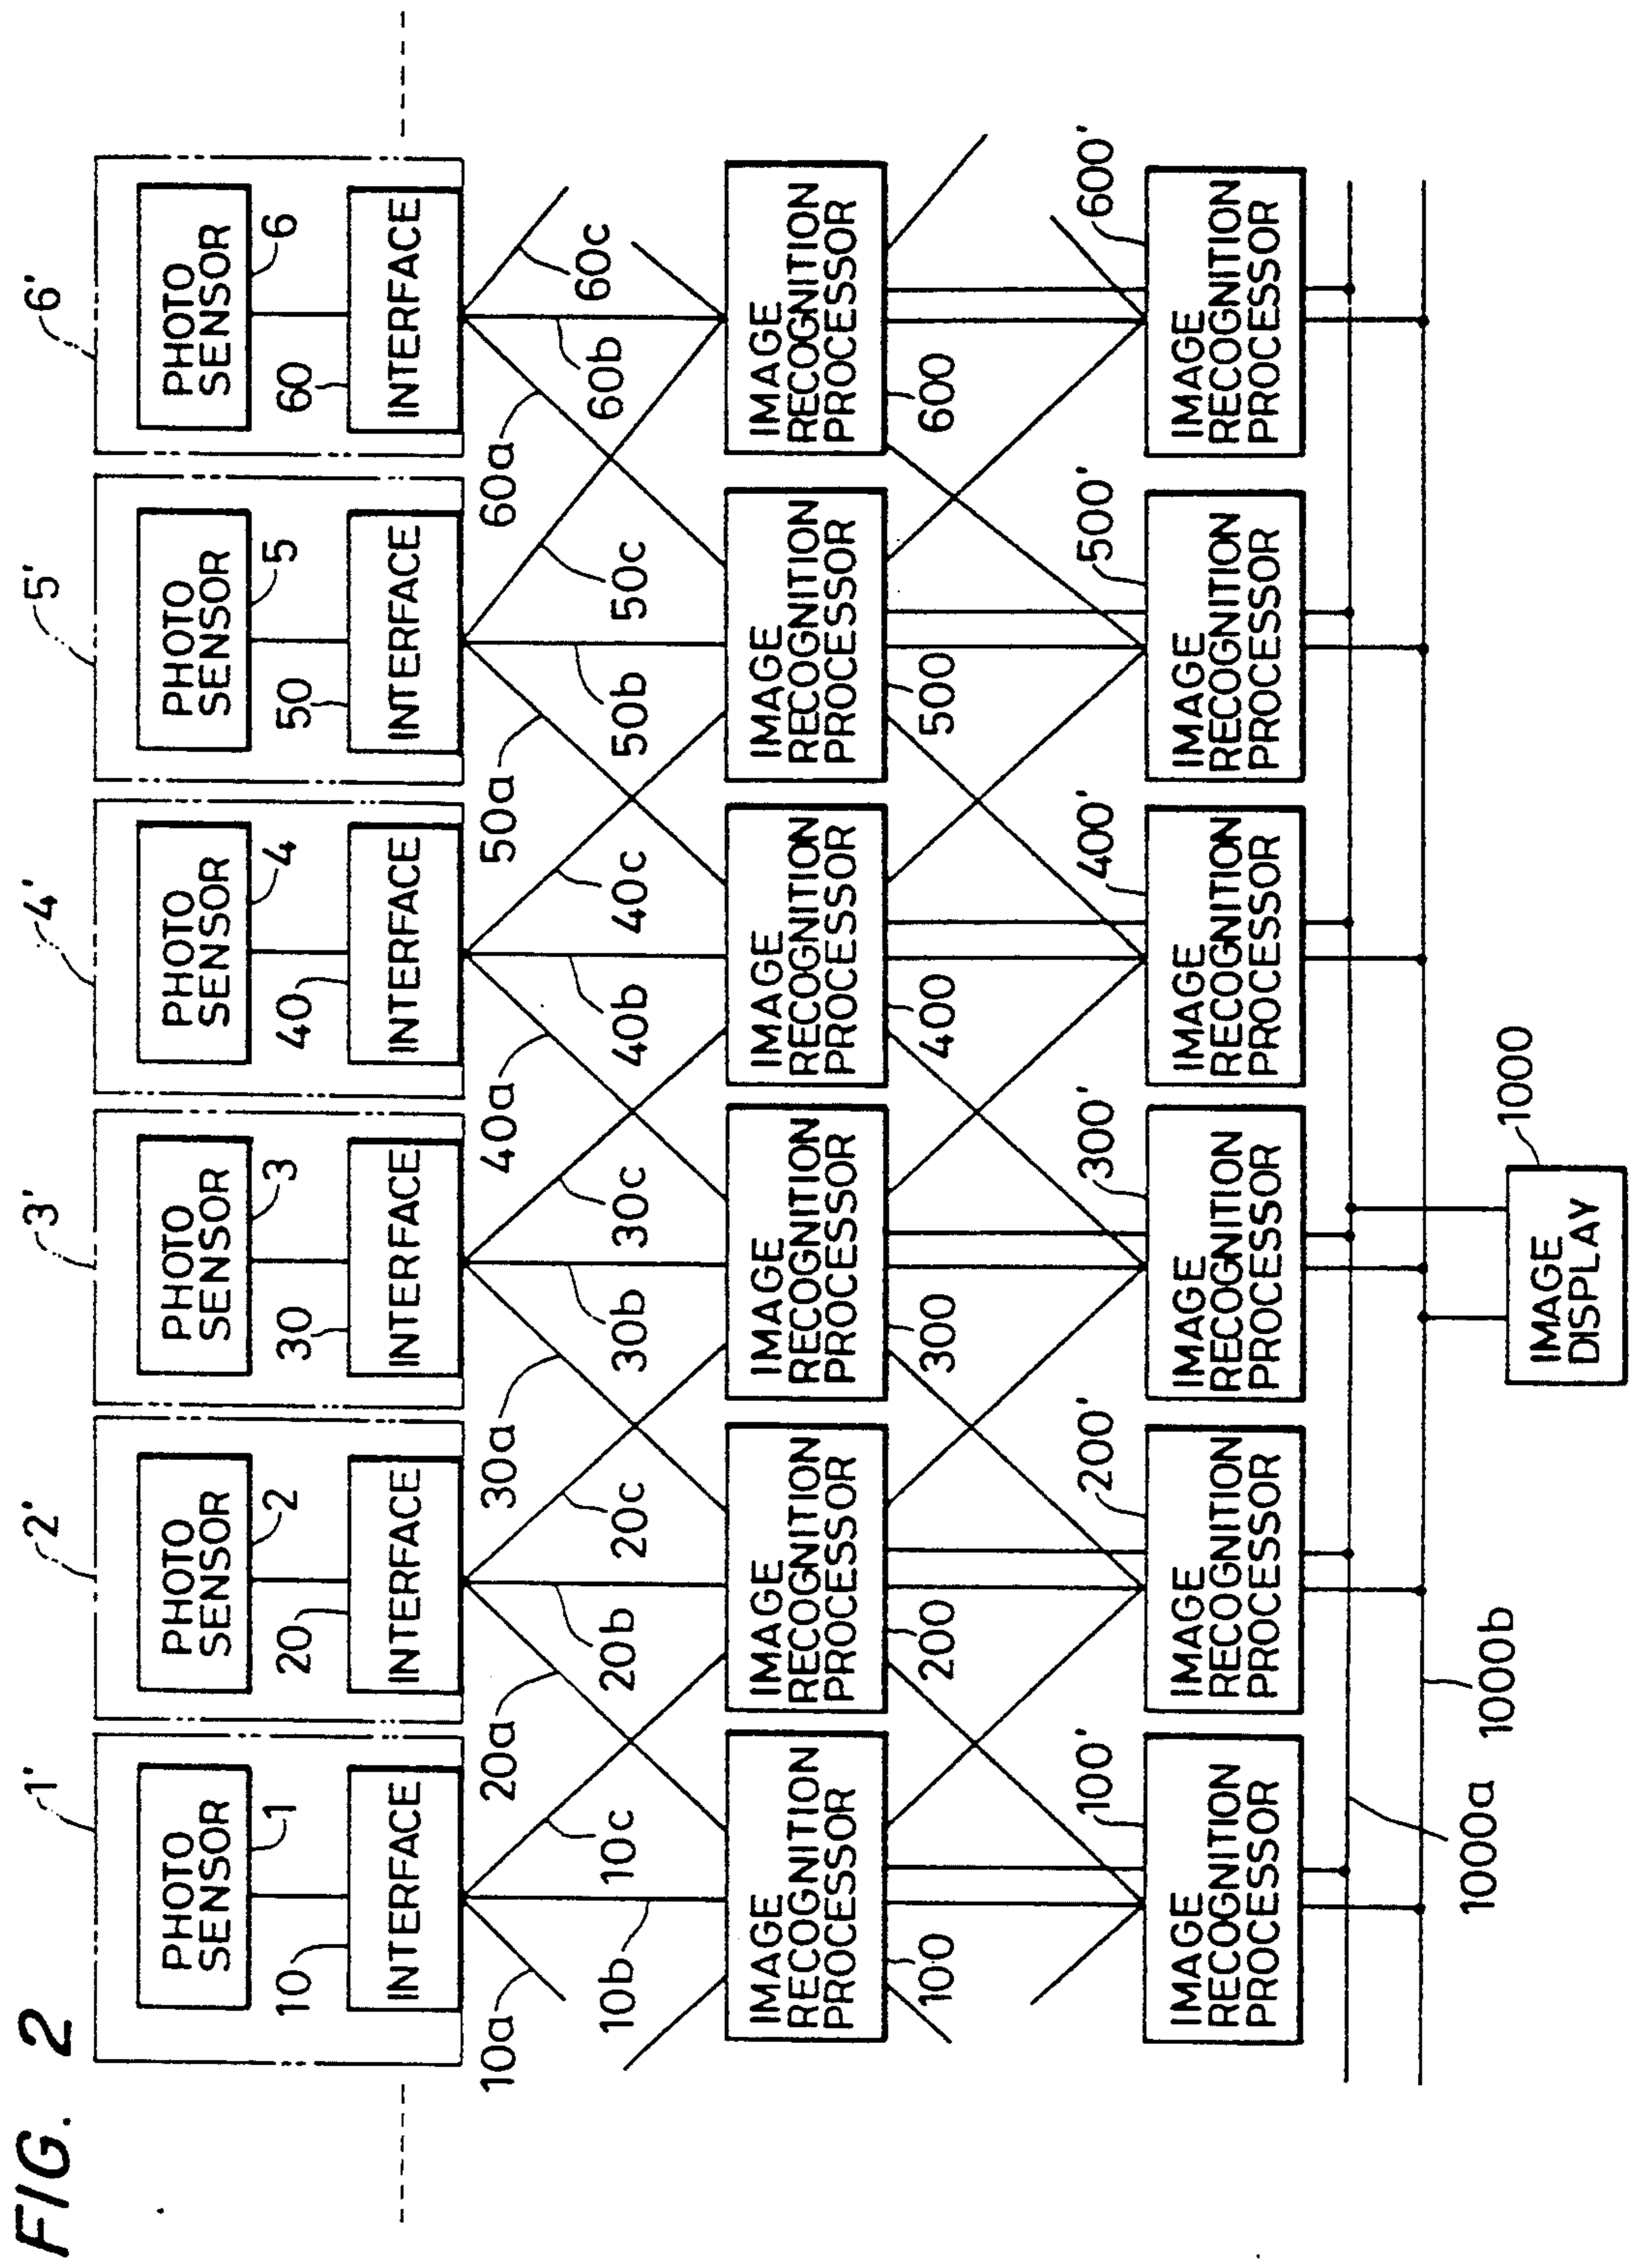 FIG. 2
1'
2'
3'
4'
5'
6'
PHOTO
SENSOR
1
PHOTO
SENSOR
2
PHOTO
SENSOR
3
PHOTO
SENSOR
4
PHOTO
SENSOR
5
PHOTO
SENSOR
6
10
INTERFACE
20
INTERFACE
30
INTERFACE
40
INTERFACE
50
INTERFACE
60
INTERFACE
10a
20a
30a
40a
50a
60a
10b
10c
20b
20c
30b
30c
40b
40c
50b
50c
60b
60c
IMAGE
RECOGNITION
PROCESSOR
IMAGE
RECOGNITION
PROCESSOR
IMAGE
RECOGNITION
PROCESSOR
IMAGE
RECOGNITION
PROCESSOR
IMAGE
RECOGNITION
PROCESSOR
IMAGE
RECOGNITION
PROCESSOR
100
200
300
400
500
600
100'
200'
300'
400'
500'
600'
IMAGE
RECOGNITION
PROCESSOR
IMAGE
RECOGNITION
PROCESSOR
IMAGE
RECOGNITION
PROCESSOR
IMAGE
RECOGNITION
PROCESSOR
IMAGE
RECOGNITION
PROCESSOR
IMAGE
RECOGNITION
PROCESSOR
1000a
1000b
1000
IMAGE
DISPLAY